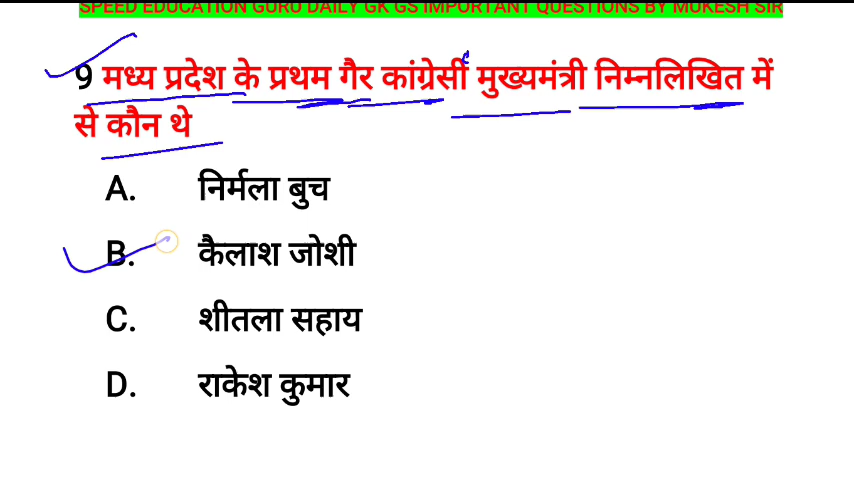 SPEED EDUCATION GURU DAILY GK GS IMPORTANT QUESTIONS BY MUKESH SIR
9 मध्य प्रदेश के प्रथम गैर कांग्रेसी मुख्यमंत्री निम्नलिखित में
से कौन थे
A. निर्मला बुच
B. कैलाश जोशी
C. शीतला सहाय
D. राकेश कुमार